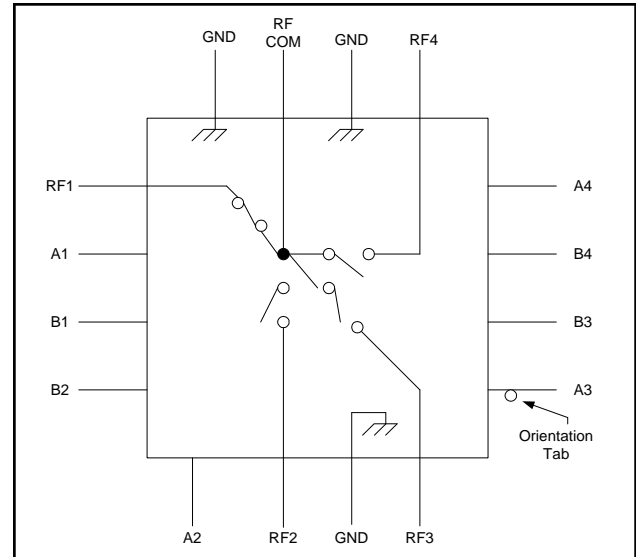 GND
RF
COM
GND
RF4
RF1
A4
A1
B4
B1
B3
B2
A3
Orientation
Tab
A2
RF2
GND
RF3